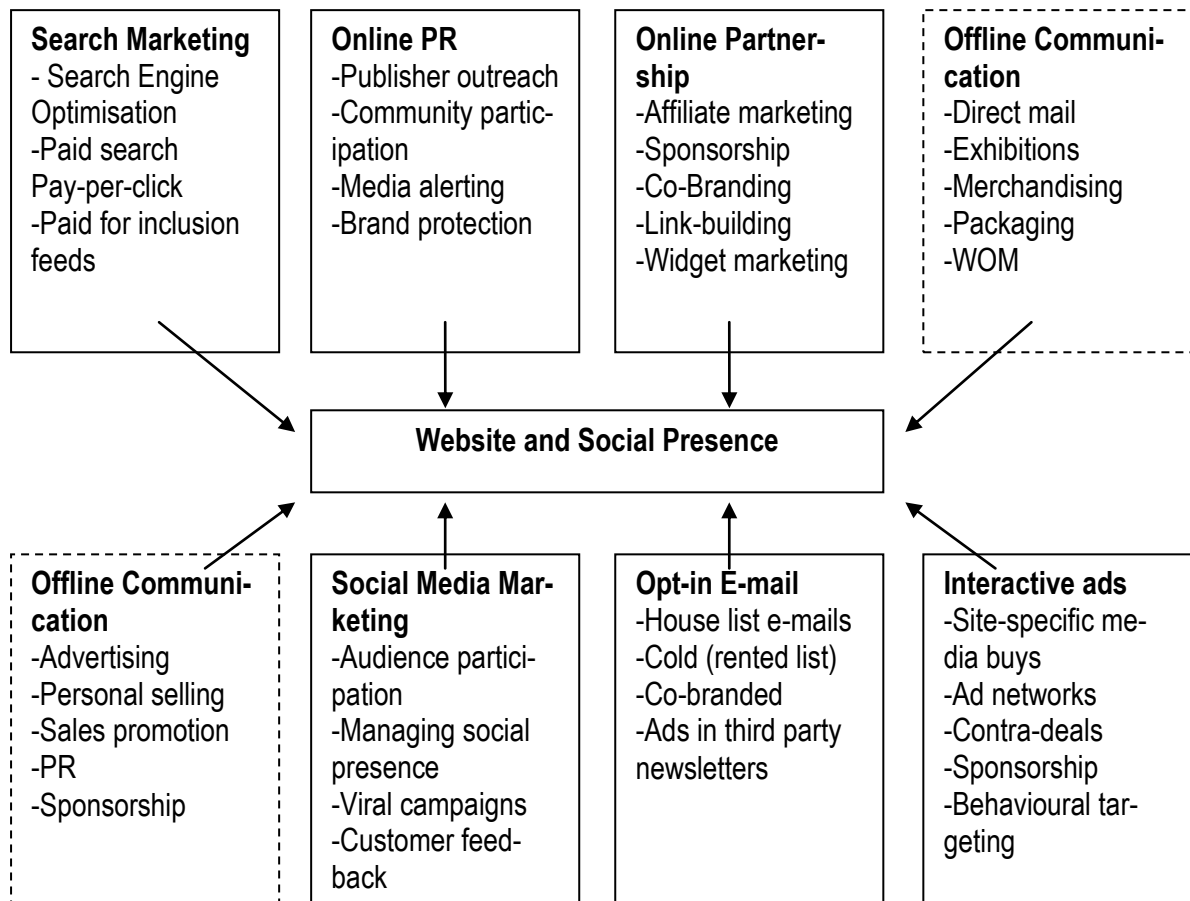 Search Marketing
- Search Engine
Optimisation
-Paid search
Pay-per-click
-Paid for inclusion
feeds
Online PR
-Publisher outreach
-Community partic-
ipation
-Media alerting
-Brand protection
Online Partner-
ship
-Affiliate marketing
-Sponsorship
-Co-Branding
-Link-building
-Widget marketing
Offline Communi-
cation
-Direct mail
-Exhibitions
-Merchandising
-Packaging
-WOM
Website and Social Presence
Offline Communi-
cation
-Advertising
-Personal selling
-Sales promotion
-PR
-Sponsorship
Social Media Mar-
keting
-Audience partici-
pation
-Managing social
presence
-Viral campaigns
-Customer feed-
back
Opt-in E-mail
-House list e-mails
-Cold (rented list)
-Co-branded
-Ads in third party
newsletters
Interactive ads
-Site-specific me-
dia buys
-Ad networks
-Contra-deals
-Sponsorship
-Behavioural tar-
geting